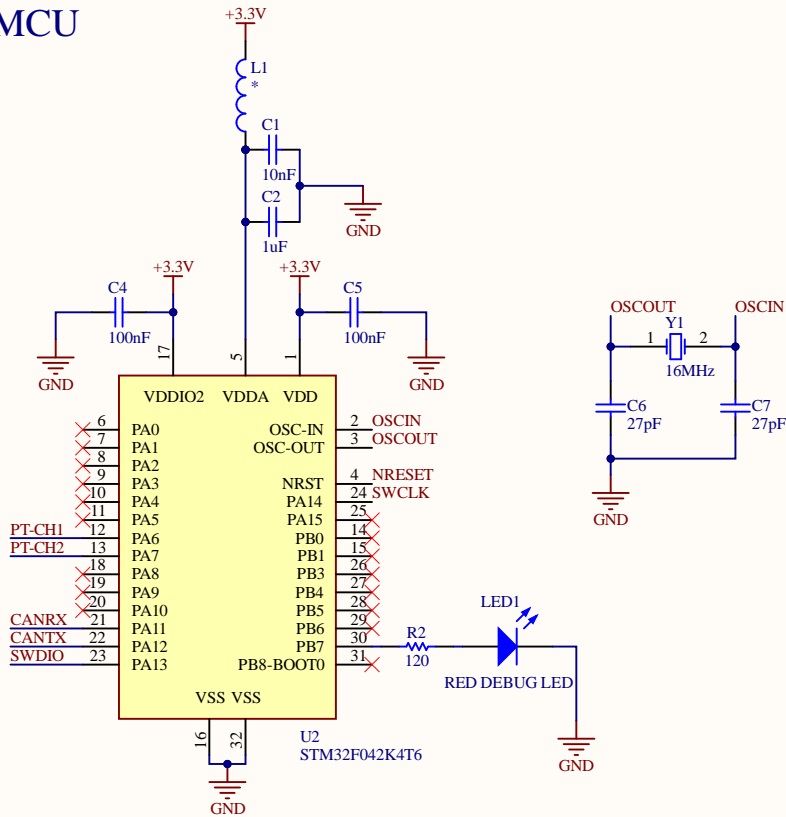 MCU
+3.3V
L1
*
C1
10nF
C2
1uF
GND
+3.3V
+3.3V
C4
100nF
C5
100nF
GND
GND
17
5
1
VDDIO2 VDDA VDD
6 PA0
7 PA1
8 PA2
9 PA3
10 PA4
11 PA5
PT-CH1 12 PA6
PT-CH2 13 PA7
18 PA8
19 PA9
20 PA10
CANRX 21 PA11
CANTX 22 PA12
SWDIO 23 PA13
OSC-IN 2 OSCIN
OSC-OUT 3 OSCOUT
NRST 4 NRESET
PA14 24 SWCLK
PA15 25
PB0 14
PB1 15
PB3 26
PB4 27
PB5 28
PB6 29
PB7 30
PB8-BOOT0 31
VSS VSS
16
32
U2
STM32F042K4T6
GND
R2
120
LED1
RED DEBUG LED
GND
OSCOUT OSCIN
Y1
1 2
16MHz
C6
27pF
C7
27pF
GND